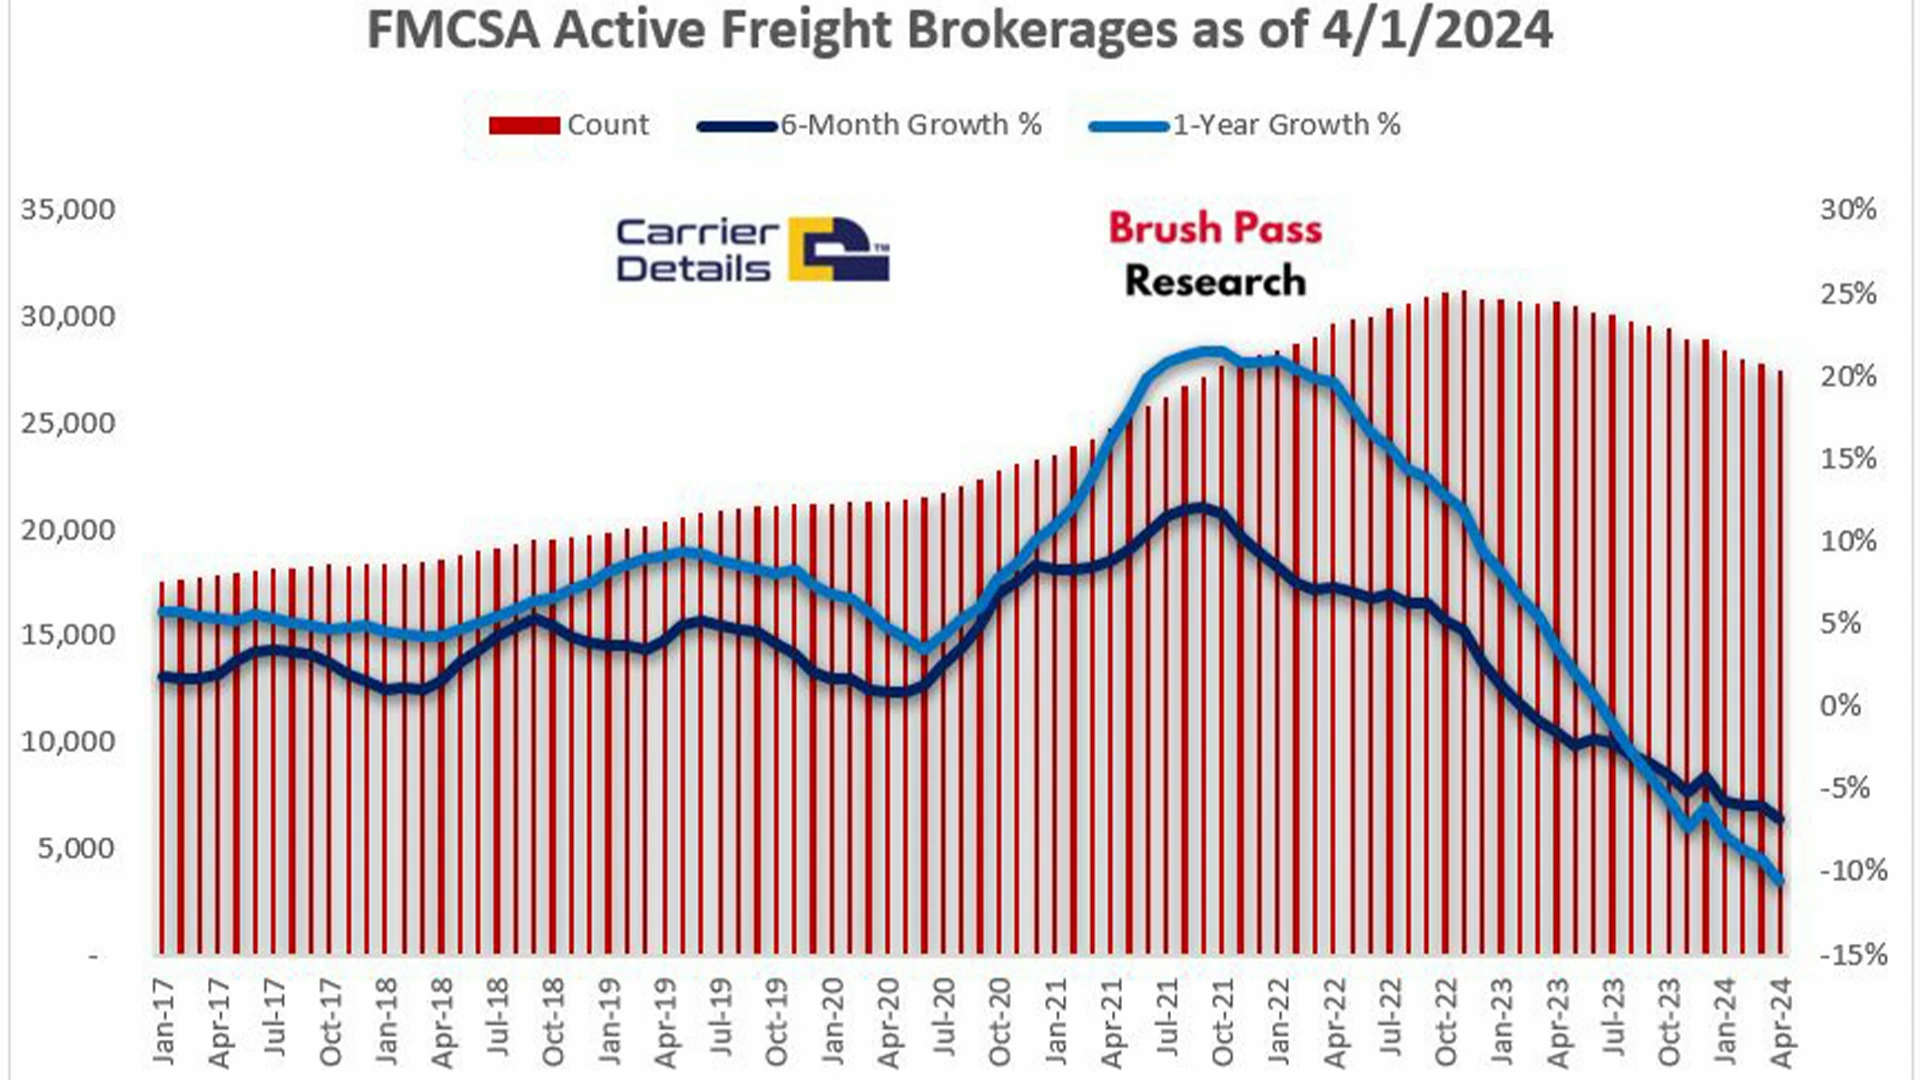 FMCSA Active Freight Brokerages as of 4/1/2024
Count 6-Month Growth % 1-Year Growth %
Carrier
Details
TM
Brush Pass
Research
35,000
30,000
25,000
20,000
15,000
10,000
5,000
-
30%
25%
20%
15%
10%
5%
0%
-5%
-10%
-15%
Jan-17
Apr-17
Jul-17
Oct-17
Jan-18
Apr-18
Jul-18
Oct-18
Jan-19
Apr-19
Jul-19
Oct-19
Jan-20
Apr-20
Jul-20
Oct-20
Jan-21
Apr-21
Jul-21
Oct-21
Jan-22
Apr-22
Jul-22
Oct-22
Jan-23
Apr-23
Jul-23
Oct-23
Jan-24
Apr-24